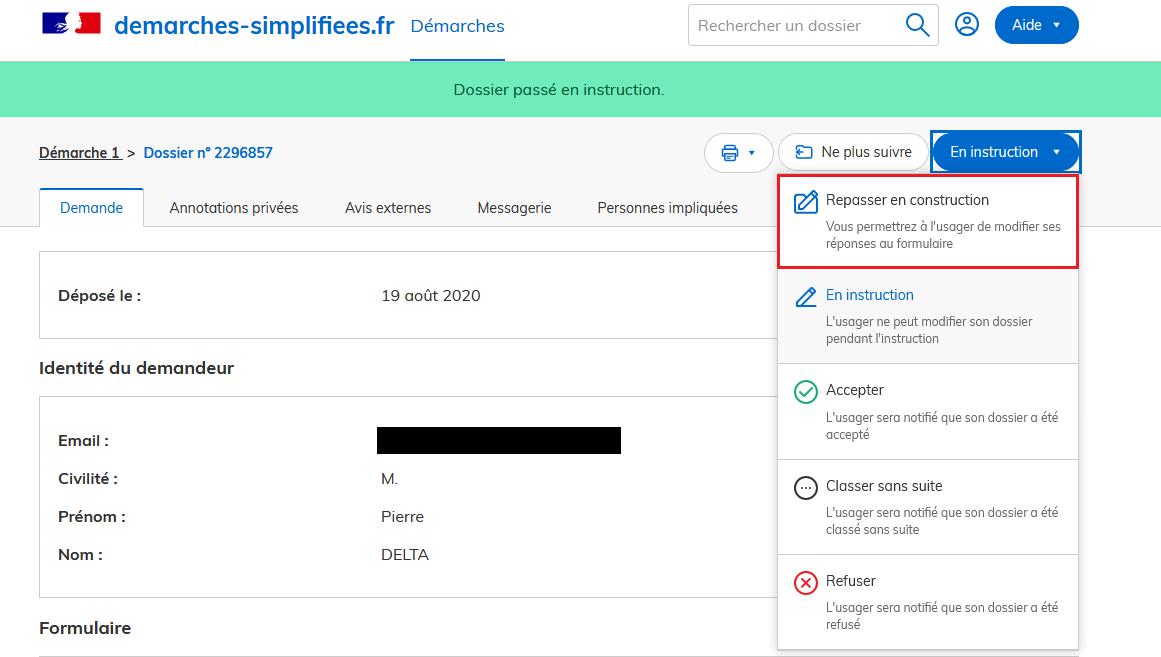 demarches-simplifiees.fr Démarches Rechercher un dossier Aide
Dossier passé en instruction.
Démarche 1 > Dossier n° 2296857 Ne plus suivre En instruction
Demande Annotations privées Avis externes Messagerie Personnes impliquées
Repasser en construction
Vous permettrez à l'usager de modifier ses
réponses au formulaire
Déposé le : 19 août 2020
En instruction
L'usager ne peut modifier son dossier
pendant l'instruction
Identité du demandeur
Accepter
L'usager sera notifié que son dossier a été
accepté
Email :
Civilité : M.
Prénom : Pierre
Nom : DELTA
Classer sans suite
L'usager sera notifié que son dossier a été
classé sans suite
Refuser
L'usager sera notifié que son dossier a été
refusé
Formulaire